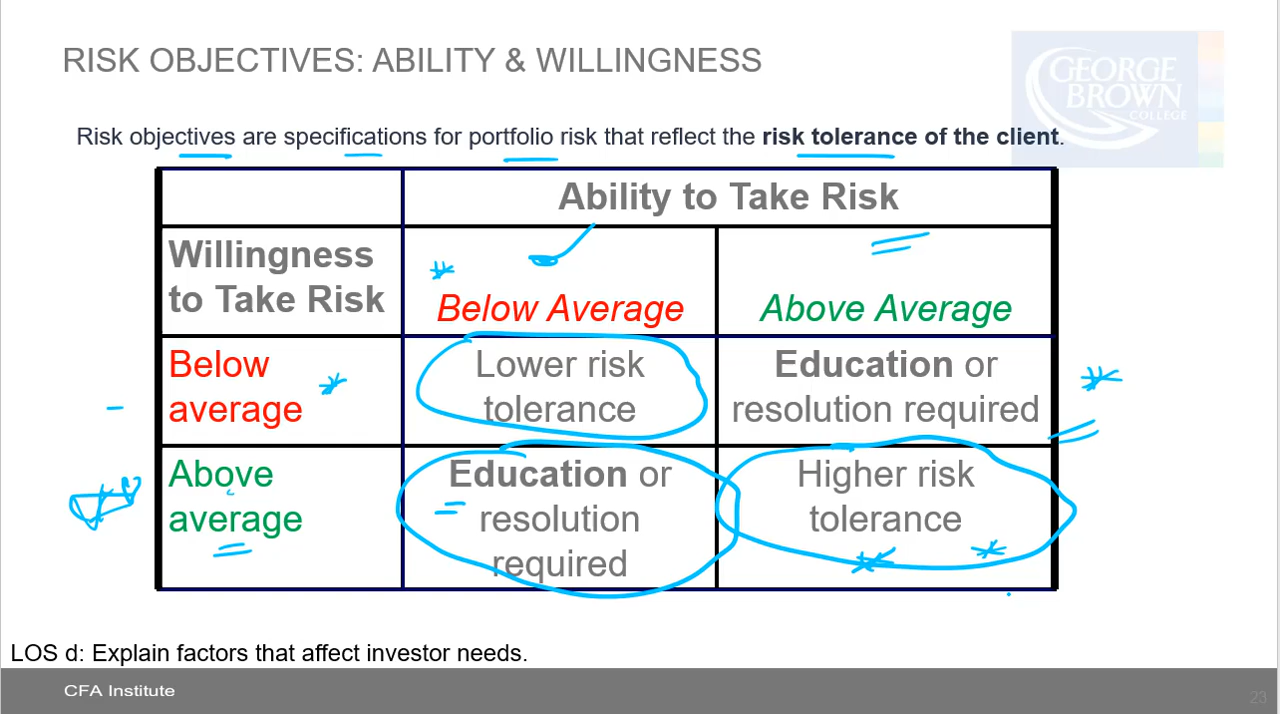 RISK OBJECTIVES: ABILITY & WILLINGNESS
GEORGE
BROWN
COLLEGE
Risk objectives are specifications for portfolio risk that reflect the risk tolerance of the client.
Ability to Take Risk
Willingness
to Take Risk
Below Average
Above Average
Below
average
Lower risk
tolerance
Education or
resolution required
Above
average
Education or
resolution
required
Higher risk
tolerance
LOS d: Explain factors that affect investor needs.
CFA Institute
23